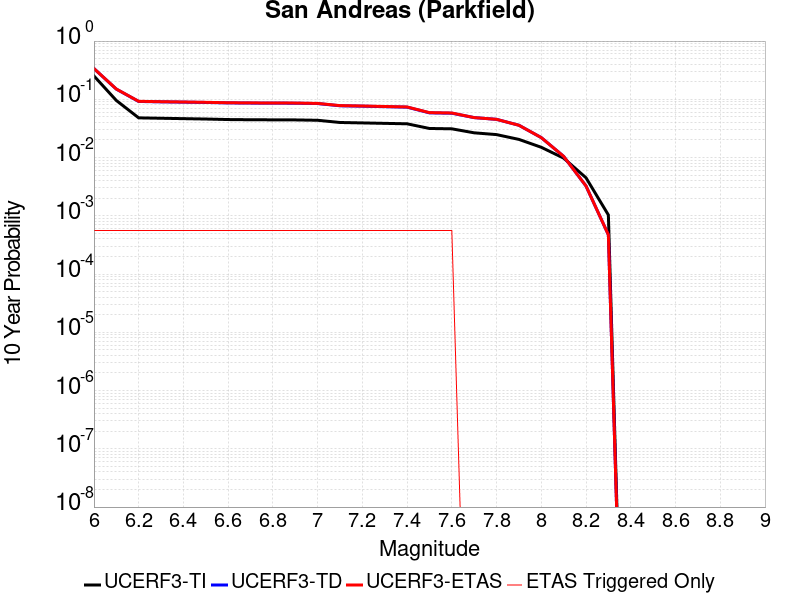 San Andreas (Parkfield)
10 0
10 -1
10 -2
10 -3
10 -4
10 -5
10 -6
10 -7
10 -8
10 Year Probability
6 6.2 6.4 6.6 6.8 7 7.2 7.4 7.6 7.8 8 8.2 8.4 8.6 8.8 9
Magnitude
UCERF3-TI UCERF3-TD UCERF3-ETAS ETAS Triggered Only